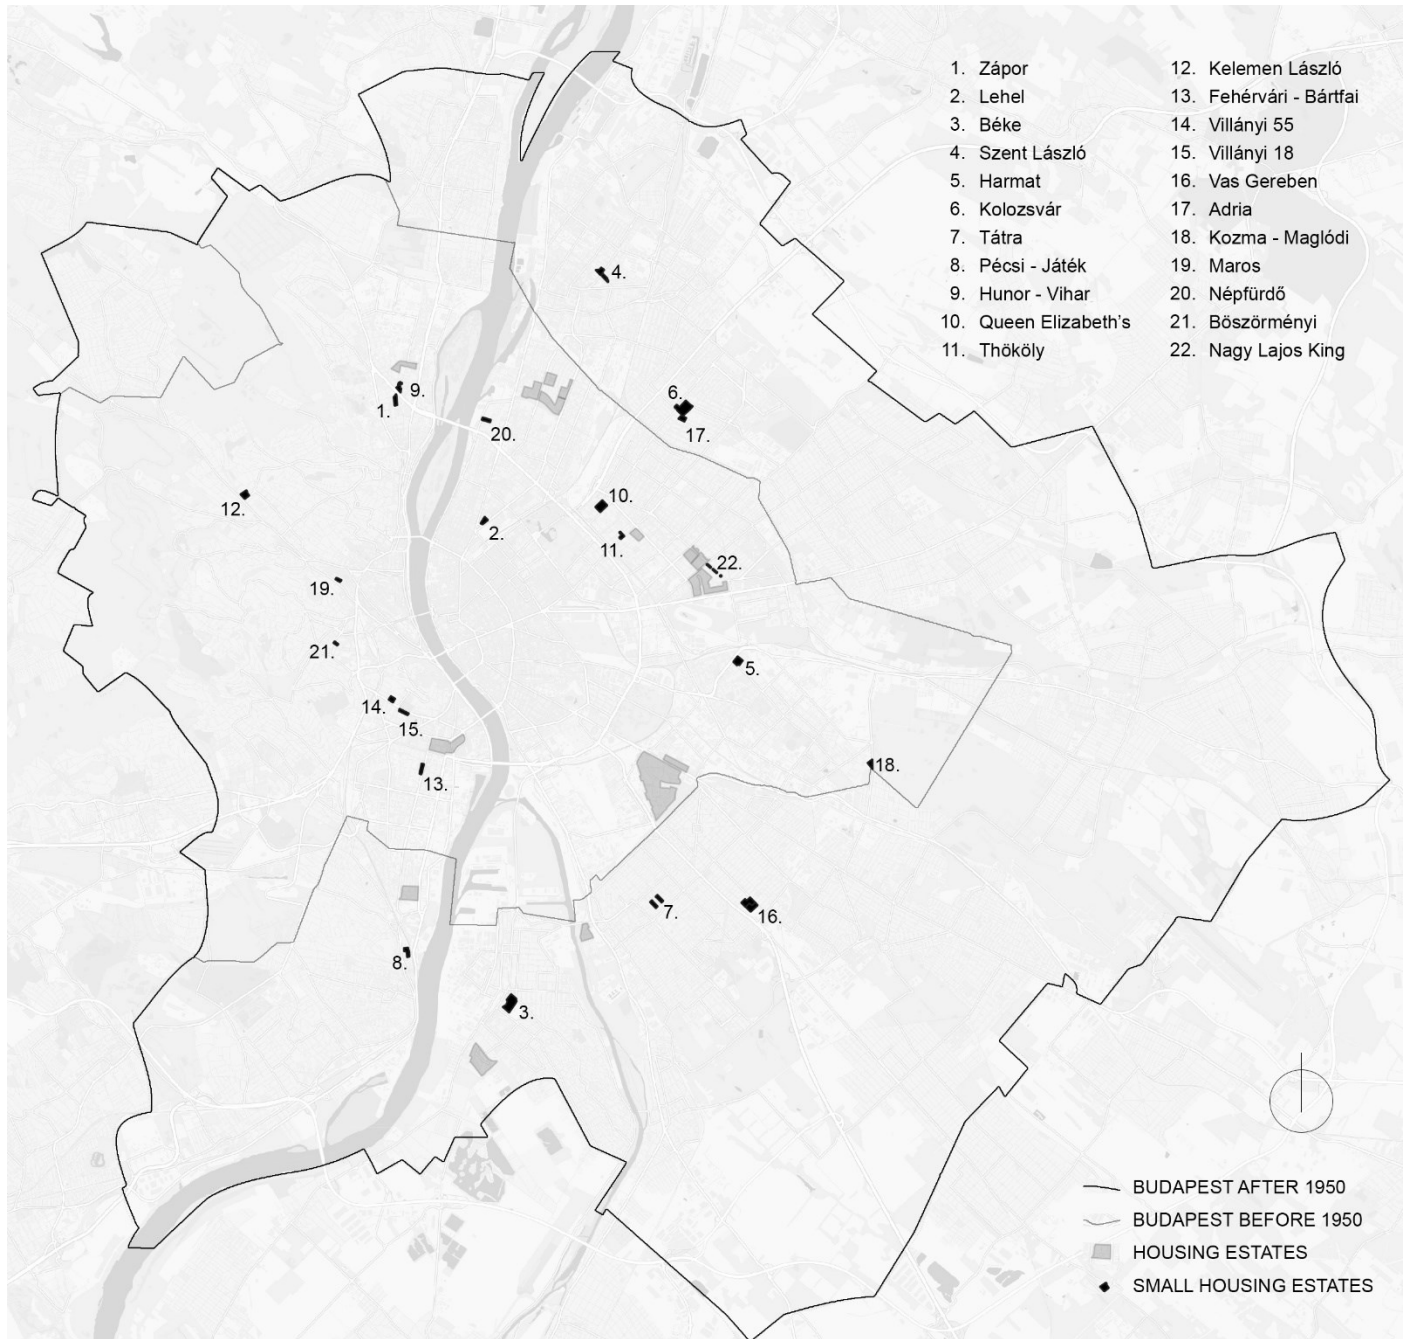 1. Zápor
2. Lehel
3. Béke
4. Szent László
5. Harmat
6. Kolozsvár
7. Tátra
8. Pécsi - Játék
9. Hunor - Vihar
10. Queen Elizabeth's
11. Thököly
12. Kelemen László
13. Fehérvári - Bártfai
14. Villányi 55
15. Villányi 18
16. Vas Gereben
17. Adria
18. Kozma - Maglódi
19. Maros
20. Népfürdő
21. Böszörményi
22. Nagy Lajos King
4.
9.
1.
6.
17.
20.
12.
10.
2.
11.
22.
19.
21.
5.
14.
15.
13.
18.
7.
16.
8.
3.
BUDAPEST AFTER 1950
BUDAPEST BEFORE 1950
HOUSING ESTATES
SMALL HOUSING ESTATES